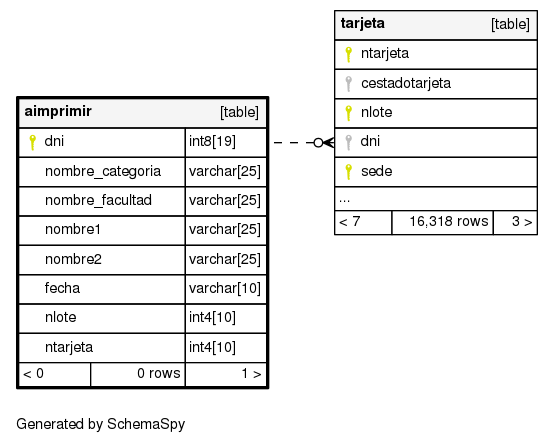 tarjeta [table]
ntarjeta
cestadotarjeta
nlote
dni
sede
...
< 7 16,318 rows 3 >
aimprimir [table]
dni int8[19]
nombre_categoria varchar[25]
nombre_facultad varchar[25]
nombre1 varchar[25]
nombre2 varchar[25]
fecha varchar[10]
nlote int4[10]
ntarjeta int4[10]
< 0 0 rows 1 >
Generated by SchemaSpy